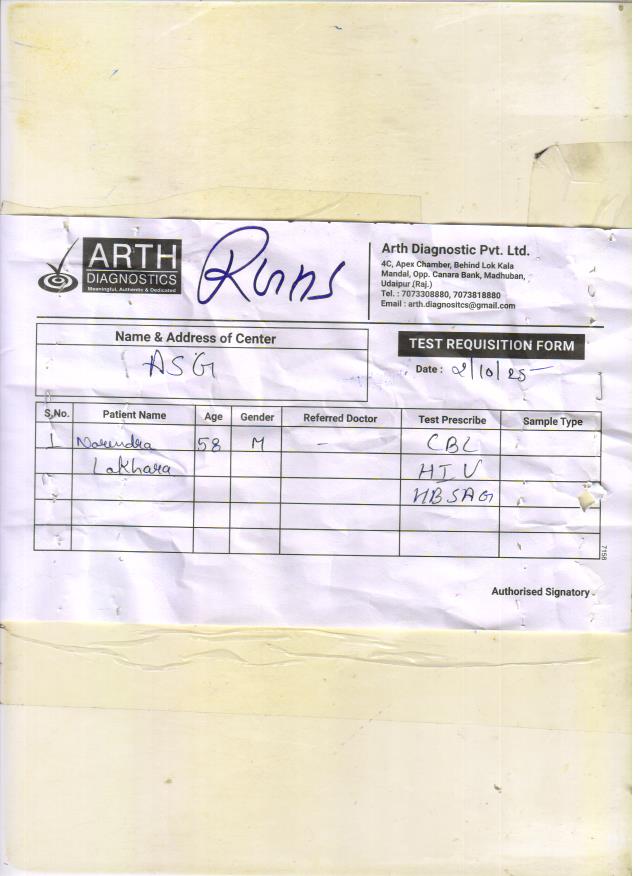 ARTH
DIAGNOSTICS
Meaningful, Authentic & Dedicated
Arth Diagnostic Pvt. Ltd.
4C, Apex Chamber, Behind Lok Kala
Mandal, Opp. Canara Bank, Madhuban,
Udaipur.(Raj.)
Tel. : 7073308880, 7073818880
Email : arth.diagnositcs@gmail.com
Name & Address of Center
ASG
TEST REQUISITION FORM
Date : 2/10/25
S.No. Patient Name Age Gender Referred Doctor Test Prescribe Sample Type
1 Narendra 58 M - CBC
Lakhara HIV
HBSAG
7158
Authorised Signatory